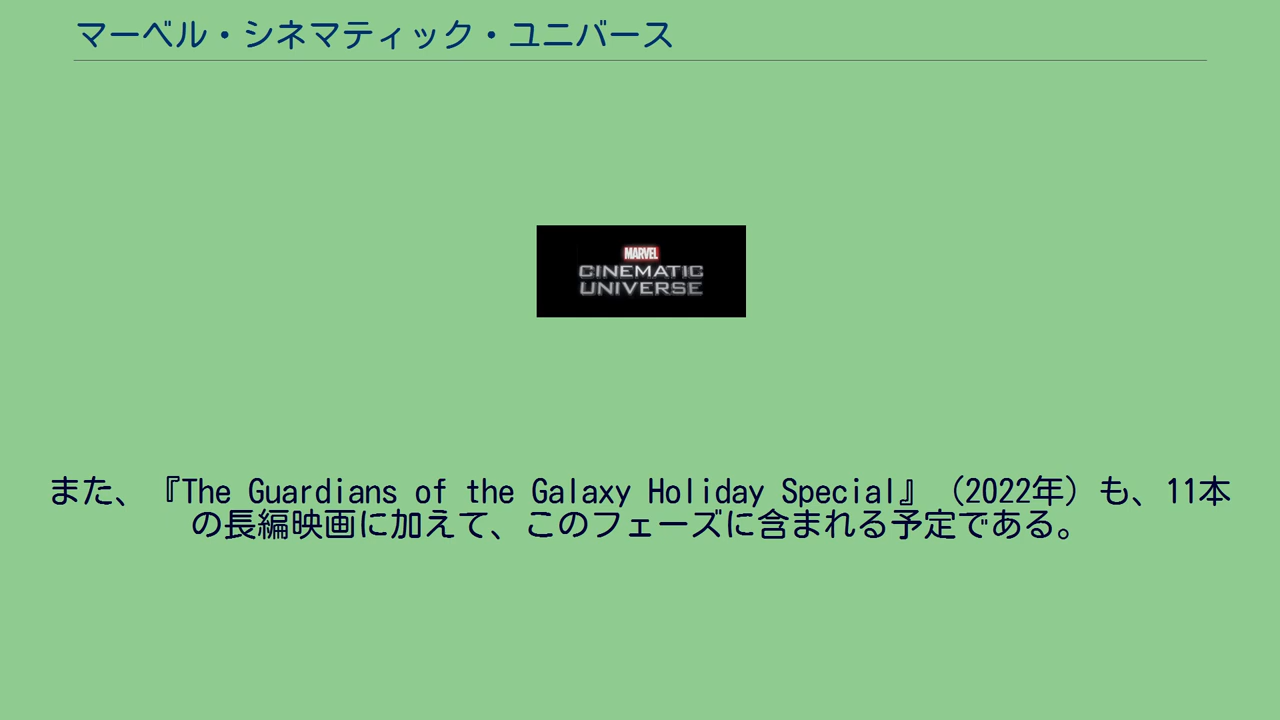 マーベル・シネマティック・ユニバース
MARVEL
CINEMATIC
UNIVERSE
また、『The Guardians of the Galaxy Holiday Special』（2022年）も、11本
の長編映画に加えて、このフェーズに含まれる予定である。